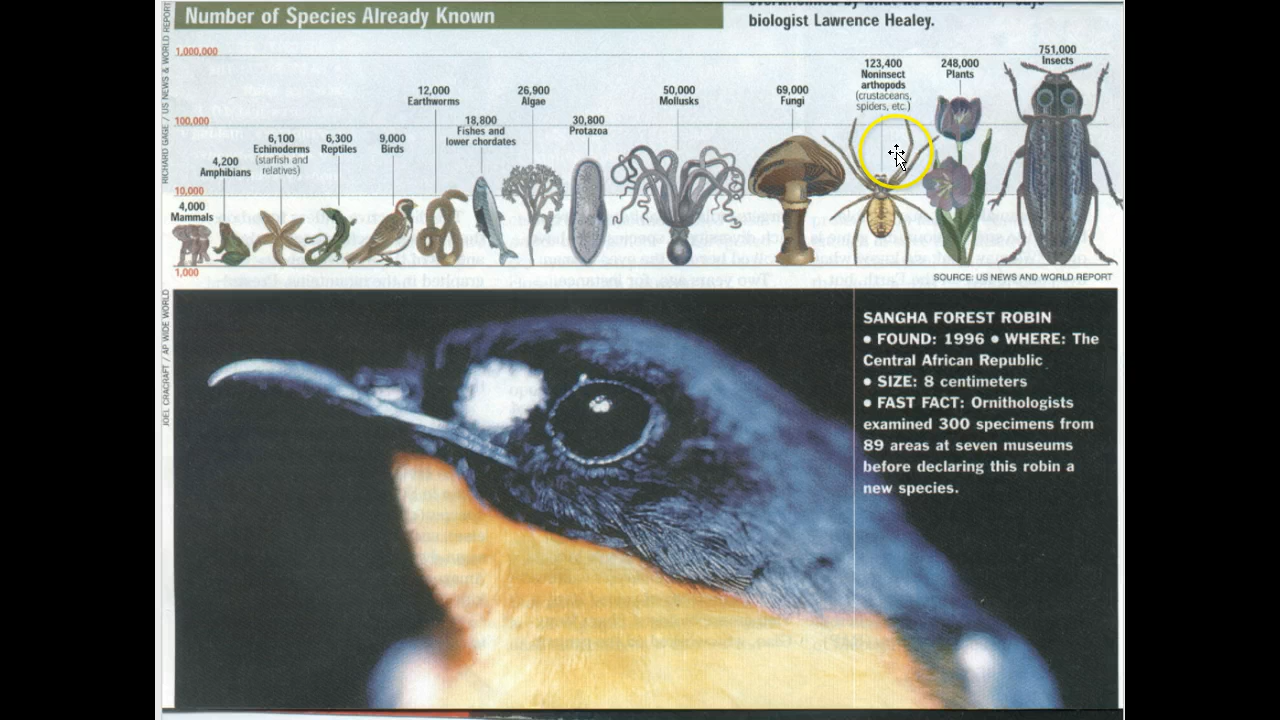 Number of Species Already Known
biologist Lawrence Healey.
RICHARD GAGE / US NEWS & WORLD REPORT
1,000,000
100,000
10,000
1,000
4,000
Mammals
4,200
Amphibians
6,100
Echinoderms
(starfish and
relatives)
6,300
Reptiles
9,000
Birds
12,000
Earthworms
18,800
Fishes and
lower chordates
26,900
Algae
30,800
Protozoa
50,000
Mollusks
69,000
Fungi
123,400
Noninsect
arthopods
(crustaceans,
spiders, etc.)
248,000
Plants
751,000
Insects
SOURCE: US NEWS AND WORLD REPORT
JOEL CRACRAFT / AP WIDE WORLD
SANGHA FOREST ROBIN
● FOUND: 1996 ● WHERE: The
Central African Republic
● SIZE: 8 centimeters
● FAST FACT: Ornithologists
examined 300 specimens from
89 areas at seven museums
before declaring this robin a
new species.